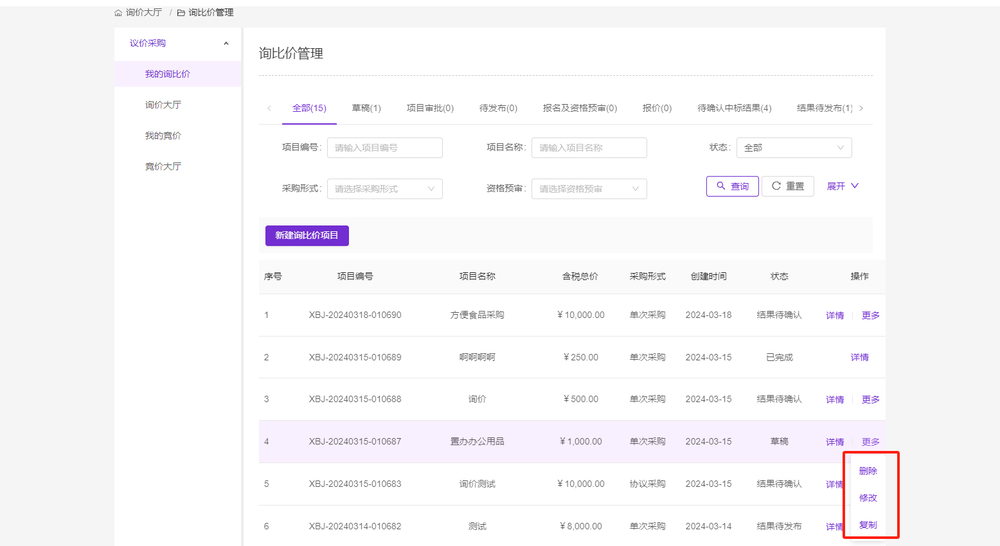 询价大厅 / 询比价管理
议价采购
我的询比价
询价大厅
我的竞价
竞价大厅
询比价管理
全部(15) 草稿(1) 项目审批(0) 待发布(0) 报名及资格预审(0) 报价(0) 待确认中标结果(4) 结果待发布(1)
项目编号: 请输入项目编号 项目名称: 请输入项目名称 状态: 全部
采购形式: 请选择采购形式 资格预审: 请选择资格预审 查询 重置 展开
新建询比价项目
序号 项目编号 项目名称 含税总价 采购形式 创建时间 状态 操作
1 XBJ-20240318-010690 方便食品采购 ¥10,000.00 单次采购 2024-03-18 结果待确认 详情 更多
2 XBJ-20240315-010689 啊啊啊啊 ¥250.00 单次采购 2024-03-15 已完成 详情
3 XBJ-20240315-010688 询价 ¥500.00 单次采购 2024-03-15 结果待确认 详情 更多
4 XBJ-20240315-010687 置办办公用品 ¥1,000.00 单次采购 2024-03-15 草稿 详情 更多
删除
5 XBJ-20240315-010683 询价测试 ¥10,000.00 协议采购 2024-03-15 结果待确认 详情
修改
6 XBJ-20240314-010682 测试 ¥8,000.00 单次采购 2024-03-14 结果待发布 详情
复制